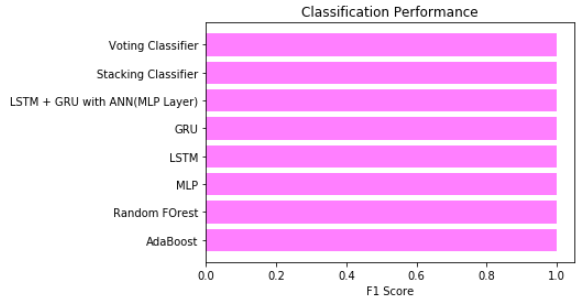 Classification Performance
Voting Classifier
Stacking Classifier
LSTM + GRU with ANN(MLP Layer)
GRU
LSTM
MLP
Random FOrest
AdaBoost
0.0 0.2 0.4 0.6 0.8 1.0
F1 Score